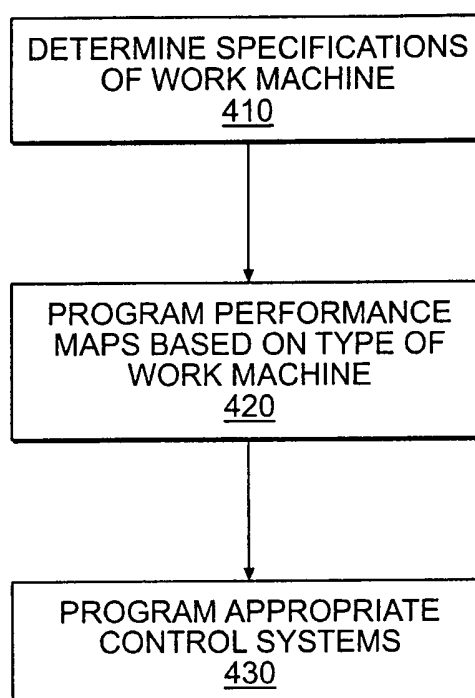 DETERMINE SPECIFICATIONS
OF WORK MACHINE
410
PROGRAM PERFORMANCE
MAPS BASED ON TYPE OF
WORK MACHINE
420
PROGRAM APPROPRIATE
CONTROL SYSTEMS
430